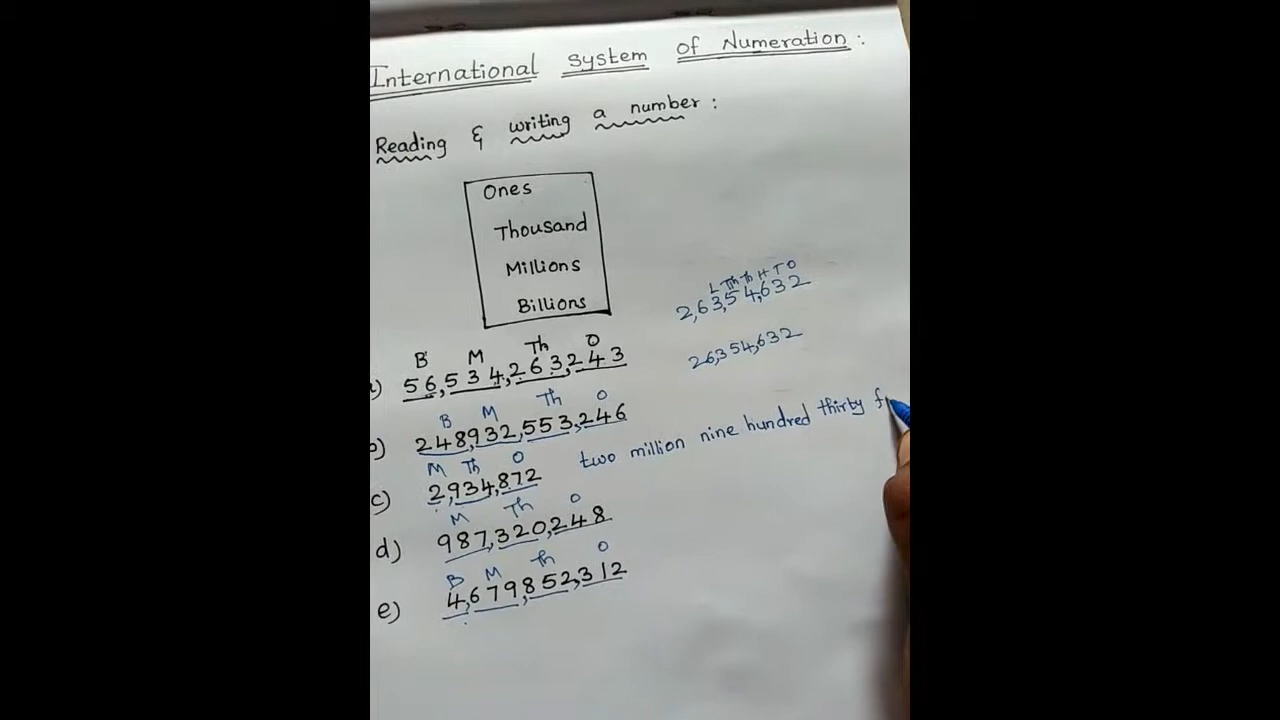 International System of Numeration :
Reading & writing a number :
Ones
Thousand
Millions
Billions
L TTh Th H T O
2,63,54,632
26,354,632
B M Th O
56,534,263,243
B M Th O
248,932,553,246
M Th O
c) 2,934,872 two million nine hundred thirty f
M Th O
d) 987,320,248
B M Th O
e) 4,679,852,312